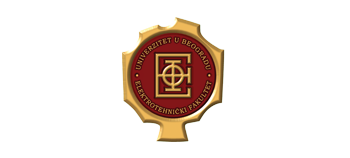 UNIVERZITET U BEOGRADU
ELEKTROTEHNIČKI FAKULTET